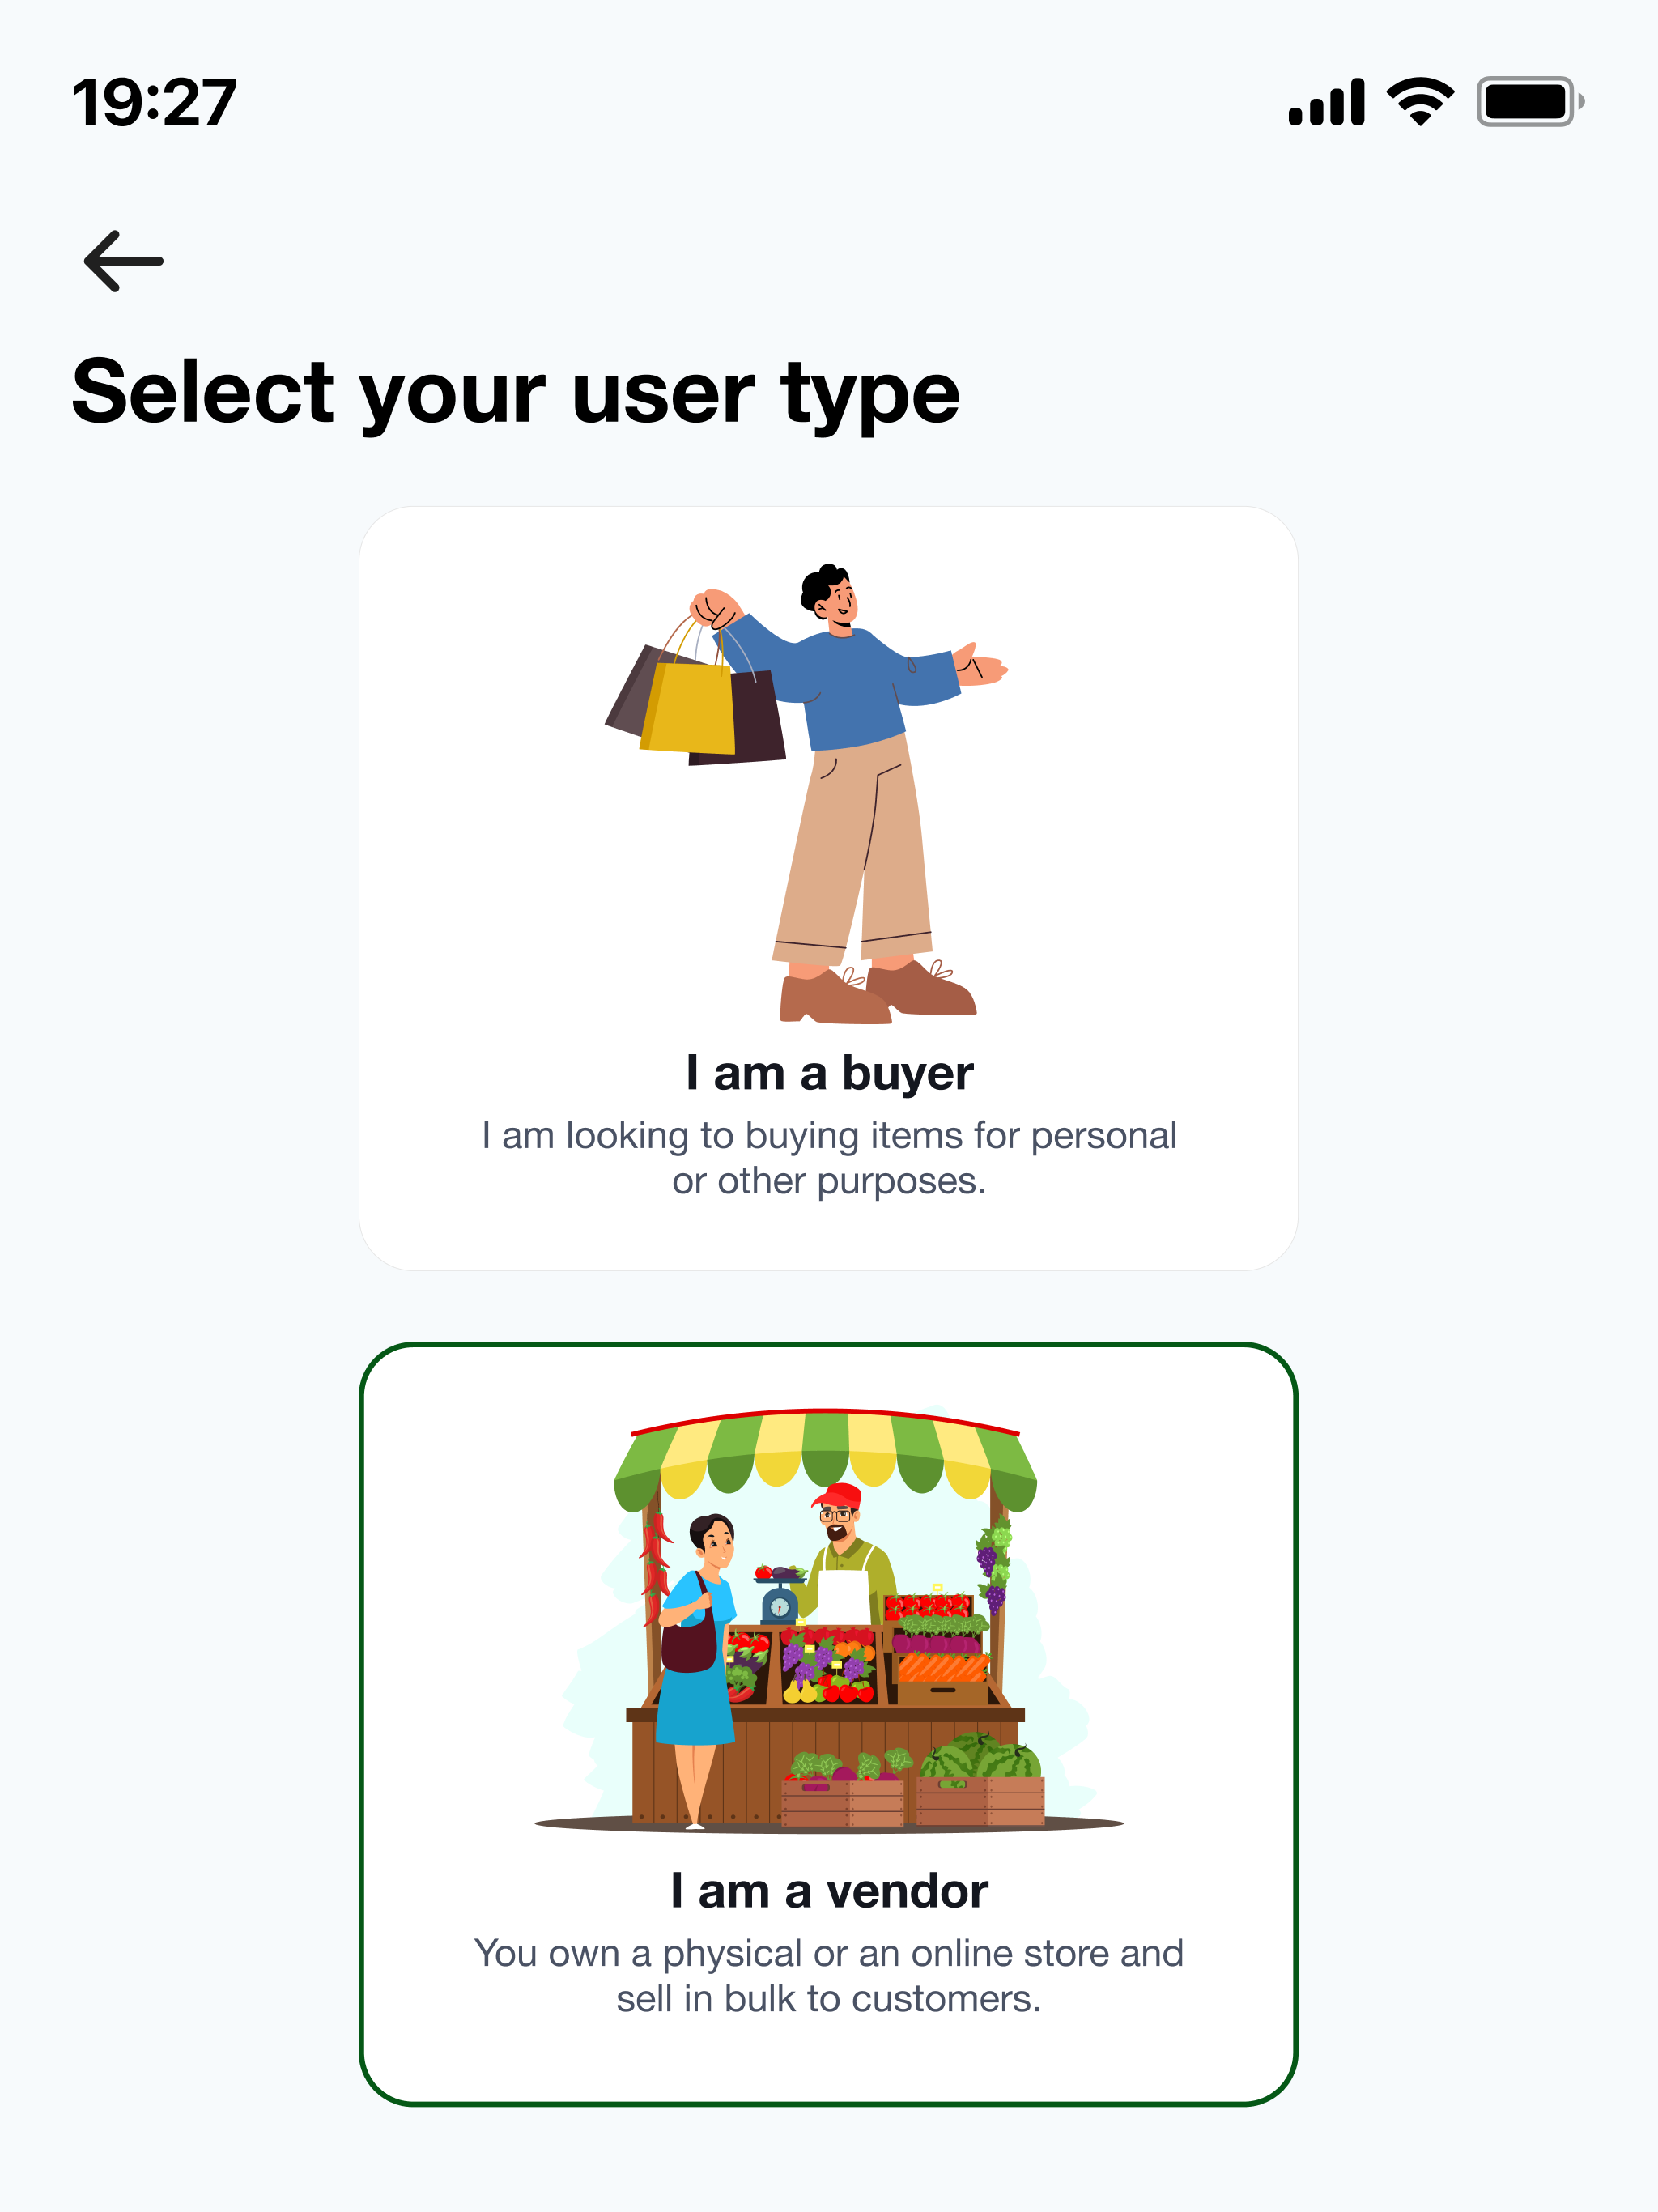 19:27
Select your user type
I am a buyer
I am looking to buying items for personal
or other purposes.
I am a vendor
You own a physical or an online store and
sell in bulk to customers.